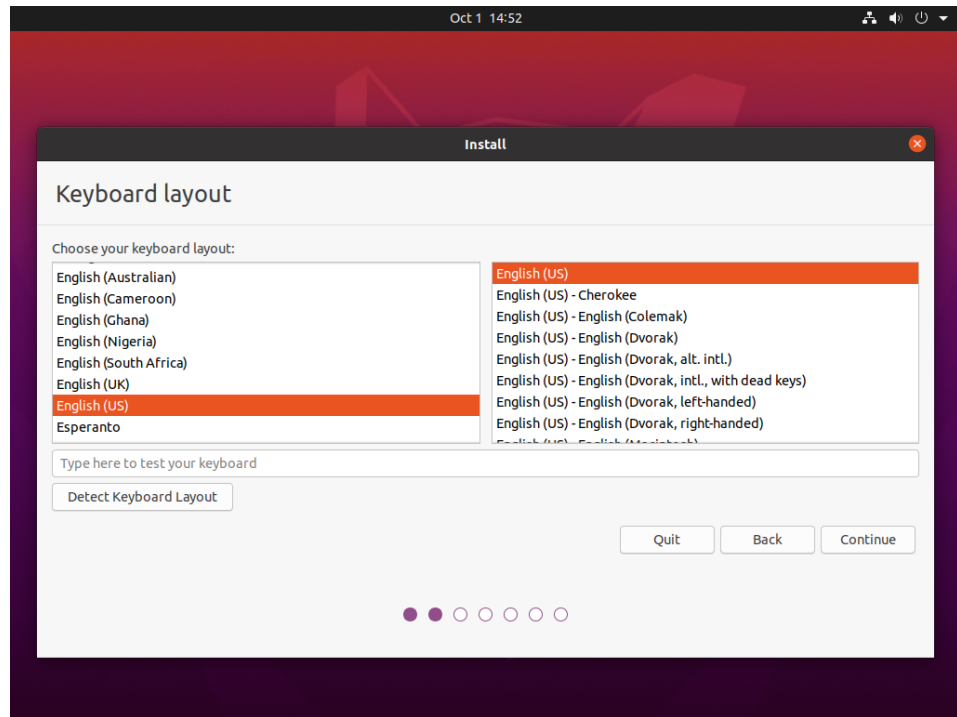 Oct 1 14:52
Install
Keyboard layout
Choose your keyboard layout:
English (Australian)
English (Cameroon)
English (Ghana)
English (Nigeria)
English (South Africa)
English (UK)
English (US)
Esperanto
English (US)
English (US) - Cherokee
English (US) - English (Colemak)
English (US) - English (Dvorak)
English (US) - English (Dvorak, alt. intl.)
English (US) - English (Dvorak, intl., with dead keys)
English (US) - English (Dvorak, left-handed)
English (US) - English (Dvorak, right-handed)
English (US) - English (Macintosh)
Type here to test your keyboard
Detect Keyboard Layout
Quit
Back
Continue